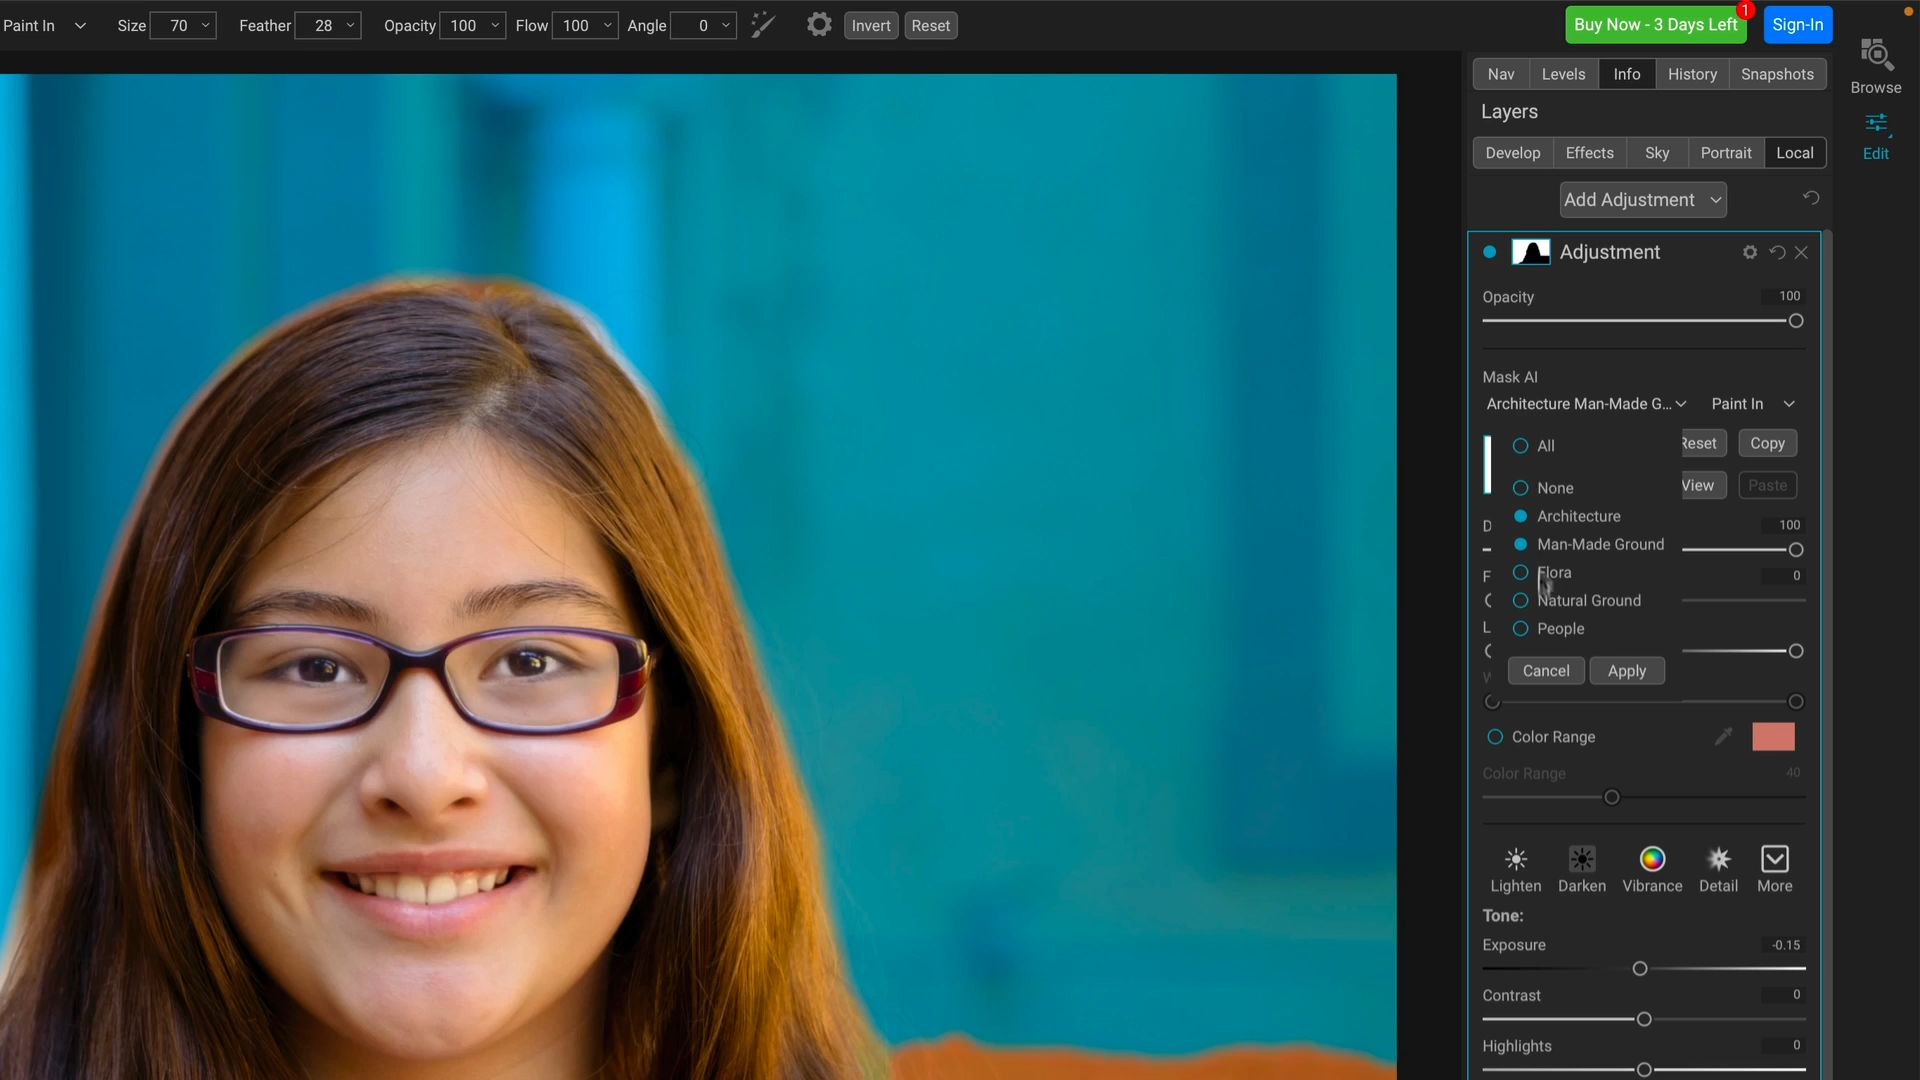 Paint In Size 70 Feather 28 Opacity 100 Flow 100 Angle 0 Invert Reset Buy Now - 3 Days Left 1 Sign-In
Browse
Edit
Nav Levels Info History Snapshots
Layers
Develop Effects Sky Portrait Local
Add Adjustment
Adjustment
Opacity 100
Mask AI
Architecture Man-Made G... Paint In
All
Reset Copy
None
View Paste
Architecture
D 100
Man-Made Ground
Flora
F 0
Natural Ground
People
L
Cancel Apply
W
Color Range
Color Range 40
Lighten Darken Vibrance Detail More
Tone:
Exposure -0.15
Contrast 0
Highlights 0